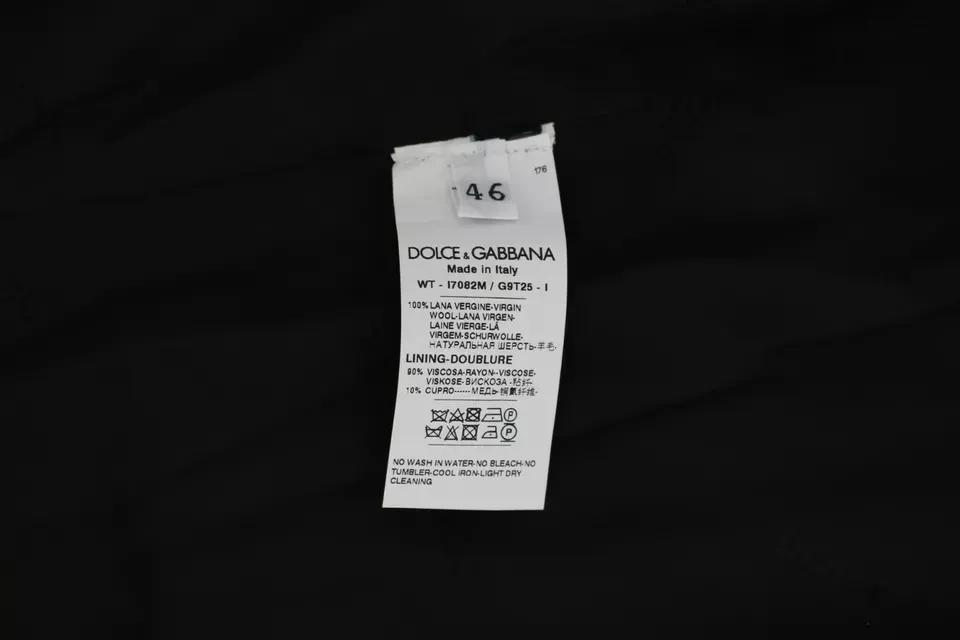 176
46
DOLCE & GABBANA
Made in Italy
WT - I7082M / G9T25 - I
100% LANA VERGINE-VIRGIN
WOOL-LANA VIRGEN-
LAINE VIERGE-LÃ
VIRGEM-SCHURWOLLE-
НАТУРАЛЬНАЯ ШЕРСТЬ-羊毛-
LINING-DOUBLURE
90% VISCOSA-RAYON--VISCOSE-
VISKOSE-ВИСКОЗА -粘纤-
10% CUPRO------МЕДЬ-铜氨纤维-
NO WASH IN WATER-NO BLEACH-NO
TUMBLER-COOL IRON-LIGHT DRY
CLEANING